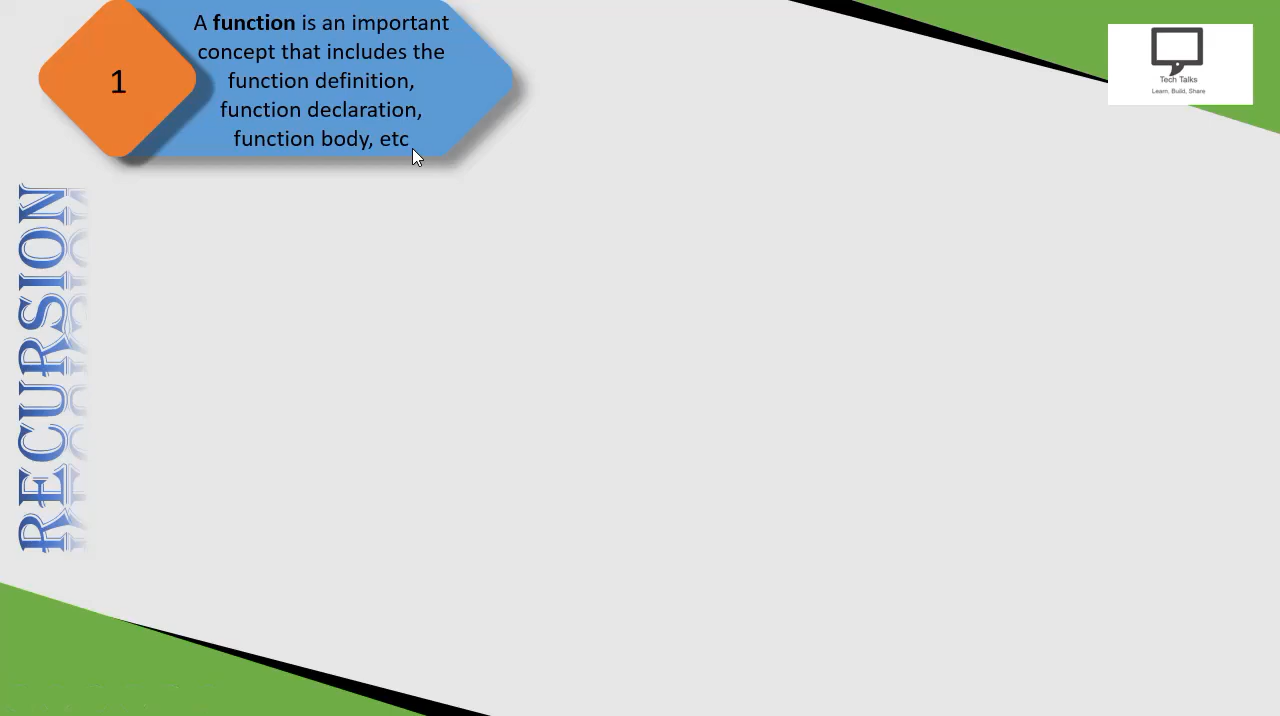 1
A function is an important
concept that includes the
function definition,
function declaration,
function body, etc
Tech Talks
Learn, Build, Share
RECURSION